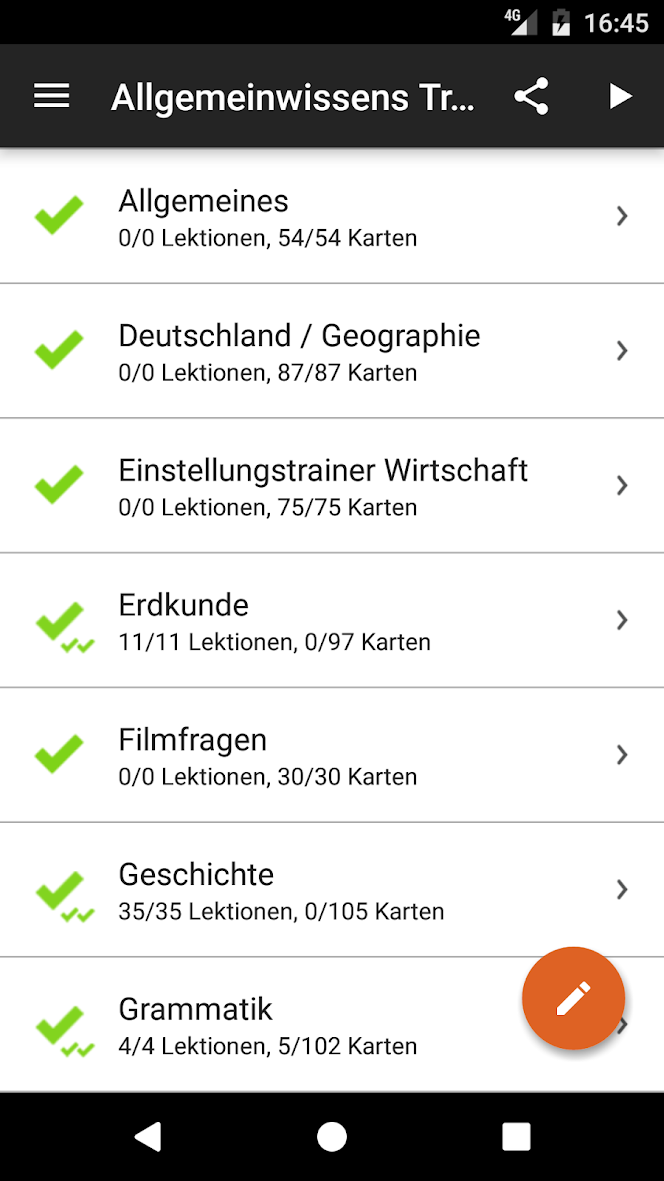 4G 16:45
Allgemeinwissens Tr...
Allgemeines
0/0 Lektionen, 54/54 Karten
Deutschland / Geographie
0/0 Lektionen, 87/87 Karten
Einstellungstrainer Wirtschaft
0/0 Lektionen, 75/75 Karten
Erdkunde
11/11 Lektionen, 0/97 Karten
Filmfragen
0/0 Lektionen, 30/30 Karten
Geschichte
35/35 Lektionen, 0/105 Karten
Grammatik
4/4 Lektionen, 5/102 Karten